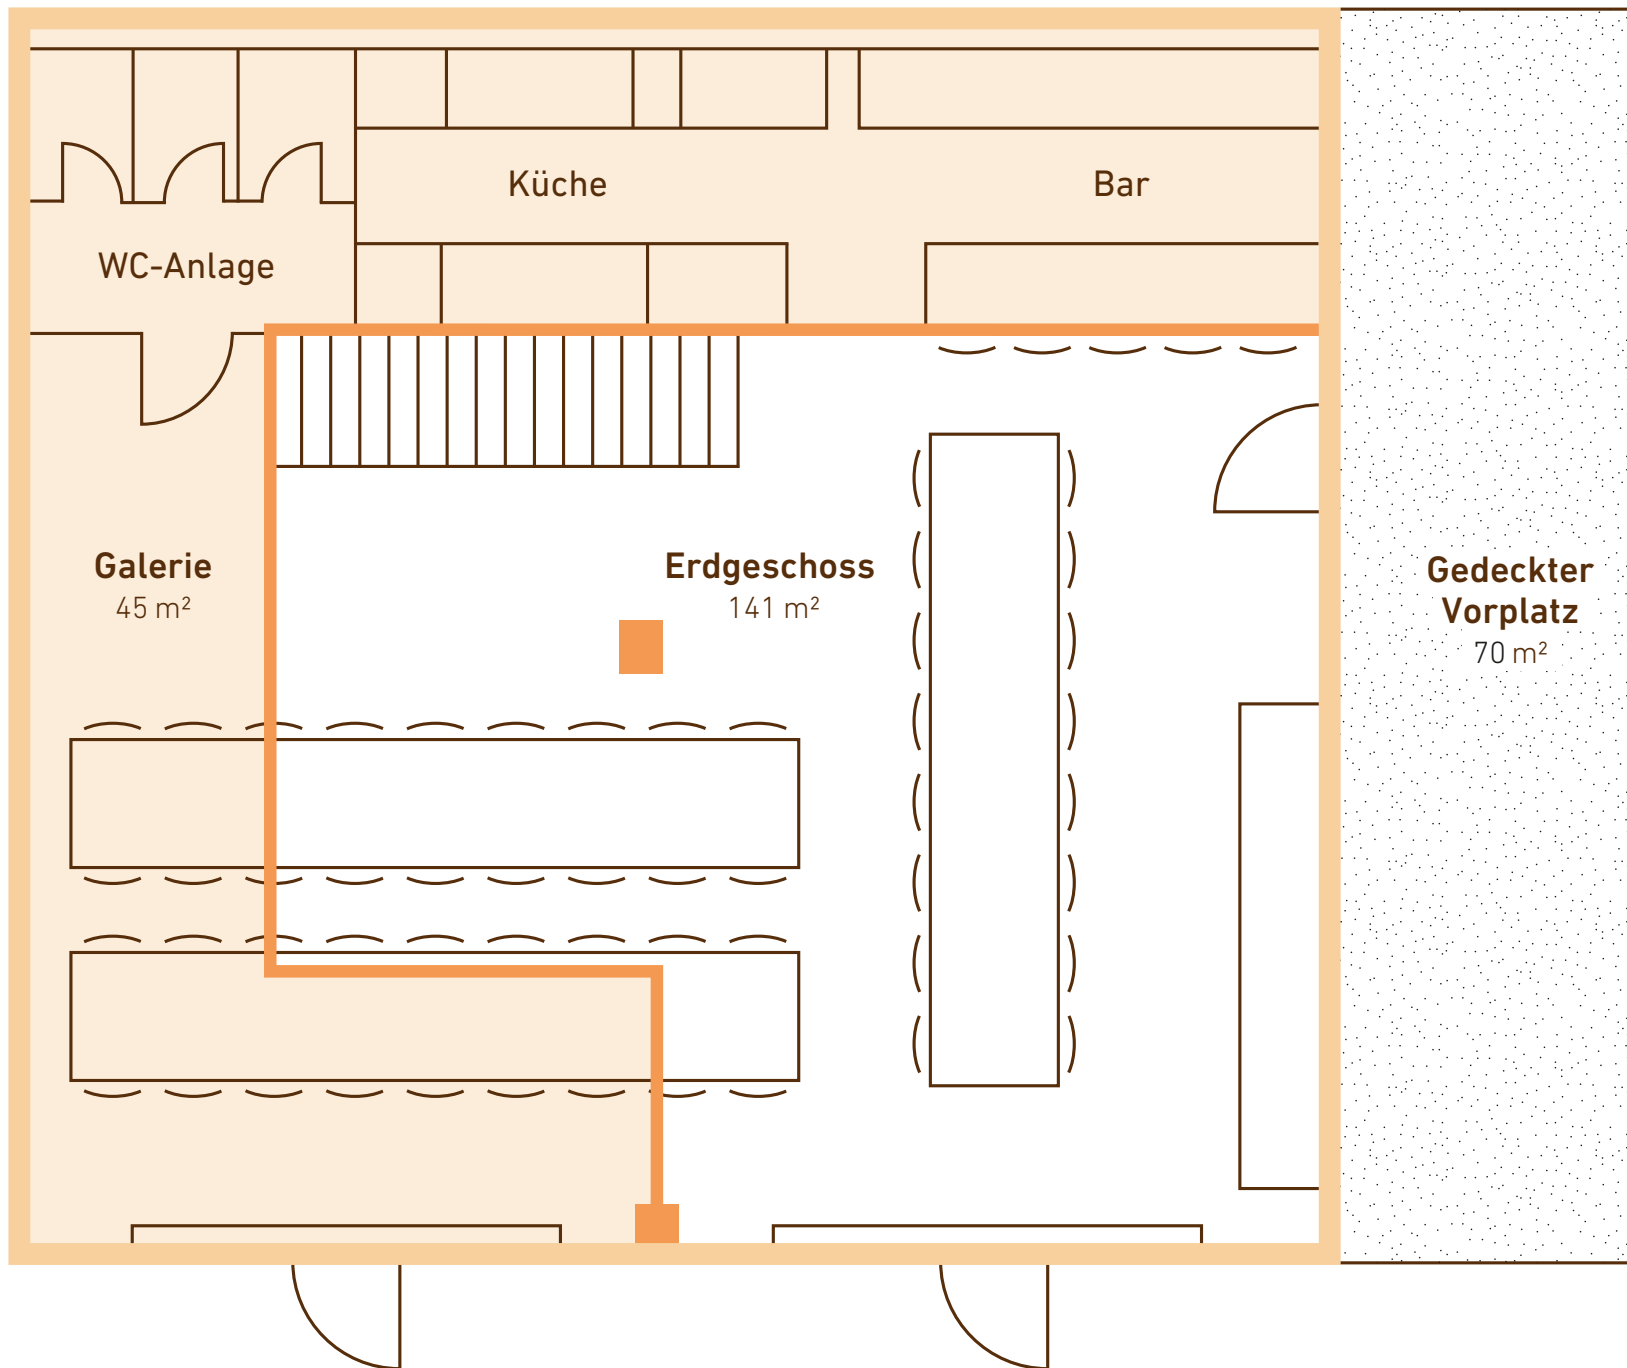 Küche
Bar
WC-Anlage
Galerie
45 m²
Erdgeschoss
141 m²
Gedeckter
Vorplatz
70 m²